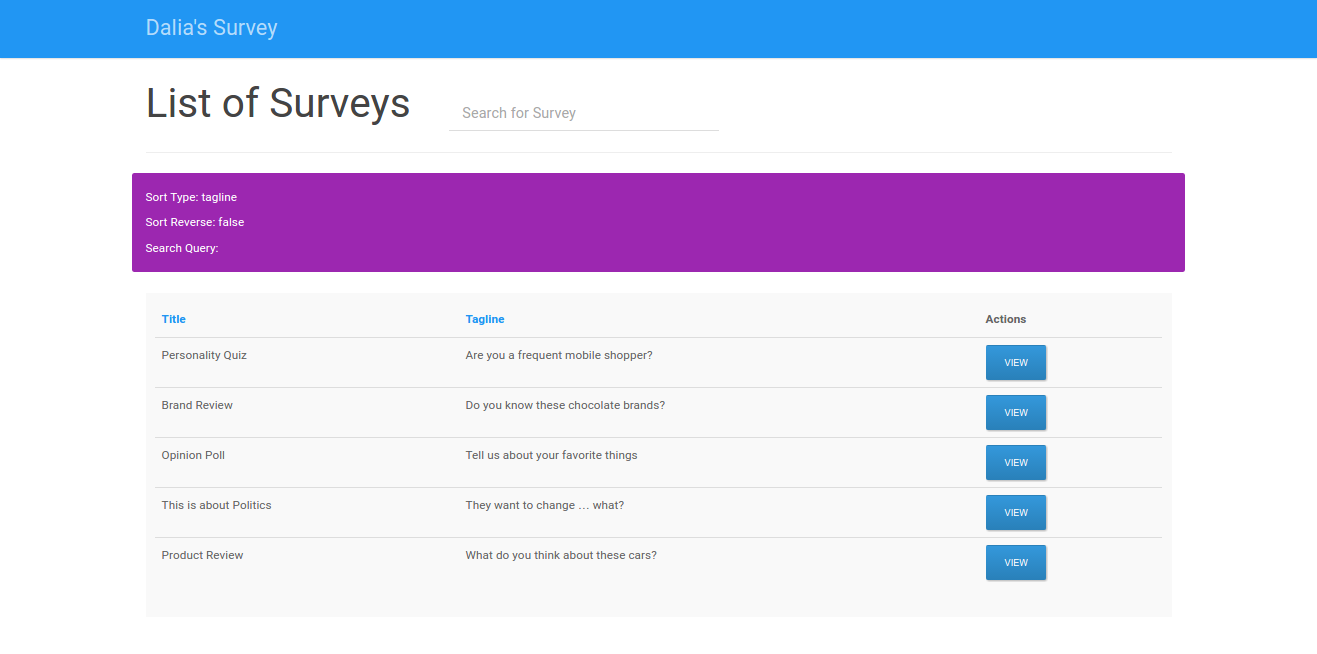 Dalia's Survey
List of Surveys
Search for Survey
Sort Type: tagline
Sort Reverse: false
Search Query:
Title Tagline Actions
Personality Quiz Are you a frequent mobile shopper? VIEW
Brand Review Do you know these chocolate brands? VIEW
Opinion Poll Tell us about your favorite things VIEW
This is about Politics They want to change ... what? VIEW
Product Review What do you think about these cars? VIEW